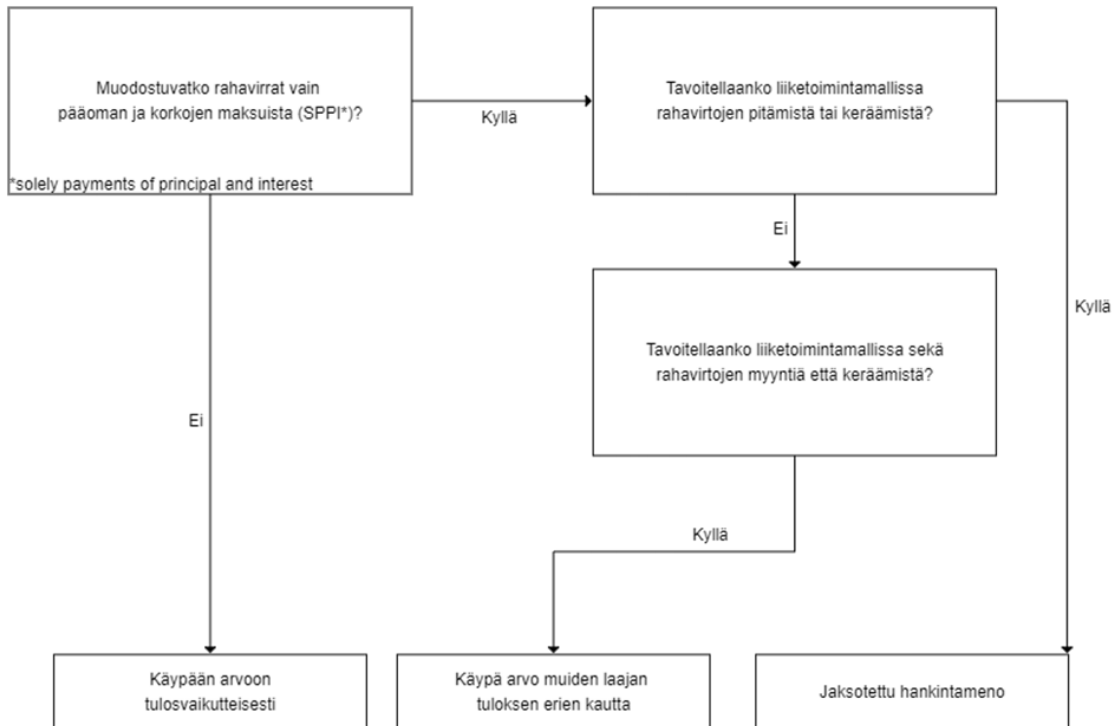 Muodostuvatko rahavirrat vain
pääoman ja korkojen maksuista (SPPI*)?
*solely payments of principal and interest
Kyllä
Tavoitellaanko liiketoimintamallissa
rahavirtojen pitämistä tai keräämistä?
Ei
Kyllä
Tavoitellaanko liiketoimintamallissa sekä
rahavirtojen myyntiä että keräämistä?
Ei
Kyllä
Käypään arvoon
tulosvaikutteisesti
Käypä arvo muiden laajan
tuloksen erien kautta
Jaksotettu hankintameno